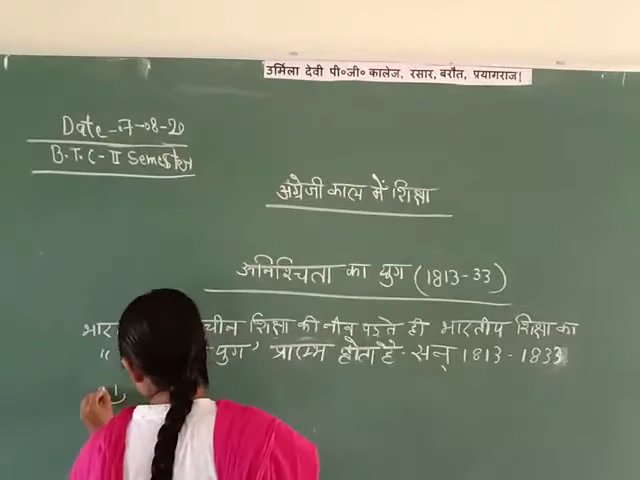 उर्मिला देवी पी०जी० कालेज, रसार, बरौत, प्रयागराज।
Date - 7-08-20
B.T.C - II Semester
अंग्रेजी काल में शिक्षा
अनिश्चितता का युग (1813-33)
भार चीन शिक्षा की नींव पड़ते ही भारतीय शिक्षा का
" युग' प्रारम्भ होता है - सन् 1813 - 1833